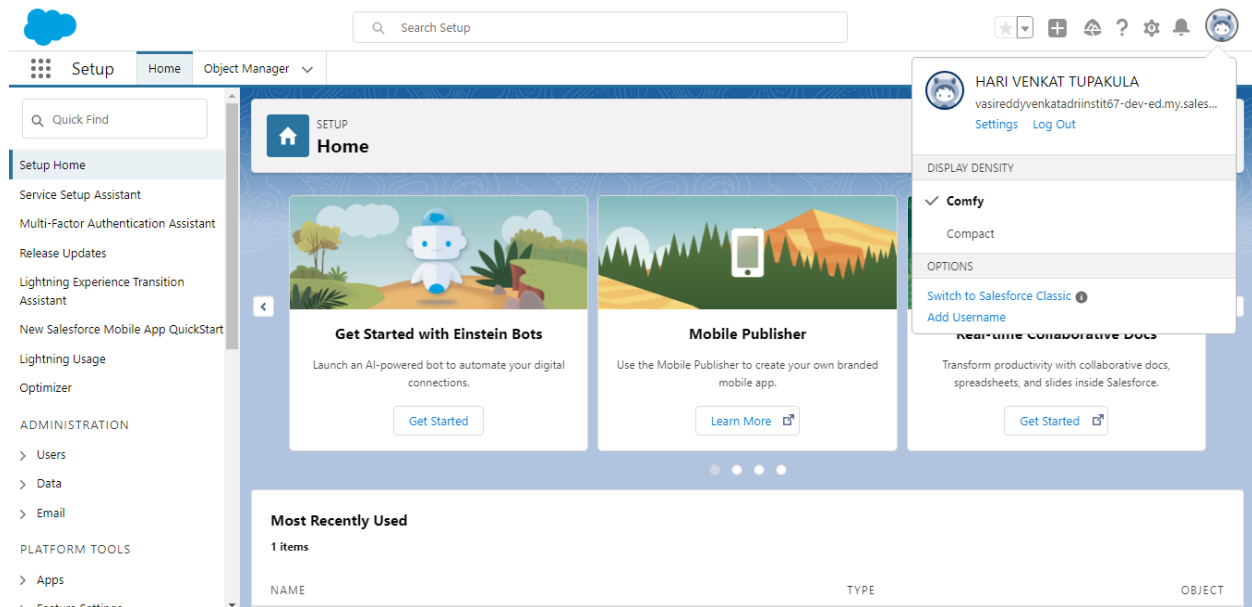 Search Setup
Setup
Home
Object Manager
HARI VENKAT TUPAKULA
vasireddyvenkatadriinstit67-dev-ed.my.sales...
Settings Log Out
DISPLAY DENSITY
Comfy
Compact
OPTIONS
Switch to Salesforce Classic
Add Username
Quick Find
Setup Home
Service Setup Assistant
Multi-Factor Authentication Assistant
Release Updates
Lightning Experience Transition
Assistant
New Salesforce Mobile App QuickStart
Lightning Usage
Optimizer
ADMINISTRATION
Users
Data
Email
PLATFORM TOOLS
Apps
Feature Settings
SETUP
Home
Get Started with Einstein Bots
Launch an AI-powered bot to automate your digital
connections.
Get Started
Mobile Publisher
Use the Mobile Publisher to create your own branded
mobile app.
Learn More
Real-time Collaborative Docs
Transform productivity with collaborative docs,
spreadsheets, and slides inside Salesforce.
Get Started
Most Recently Used
1 items
NAME TYPE OBJECT